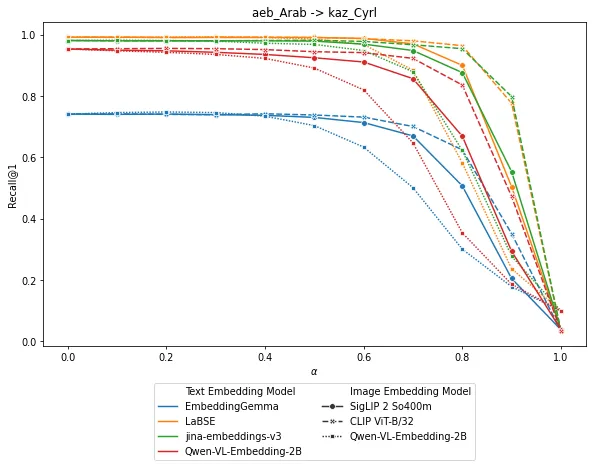 aeb_Arab -> kaz_Cyrl
1.0
0.8
0.6
0.4
0.2
0.0
Recall@1
0.0 0.2 0.4 0.6 0.8 1.0
α
Text Embedding Model Image Embedding Model
EmbeddingGemma SigLIP 2 So400m
LaBSE CLIP ViT-B/32
jina-embeddings-v3 Qwen-VL-Embedding-2B
Qwen-VL-Embedding-2B